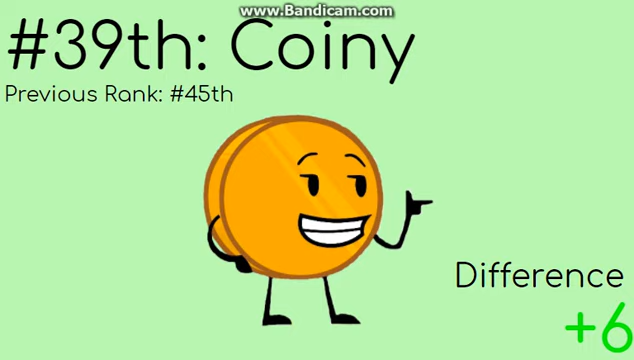 www.Bandicam.com
#39th: Coiny
Previous Rank: #45th
Difference
+6